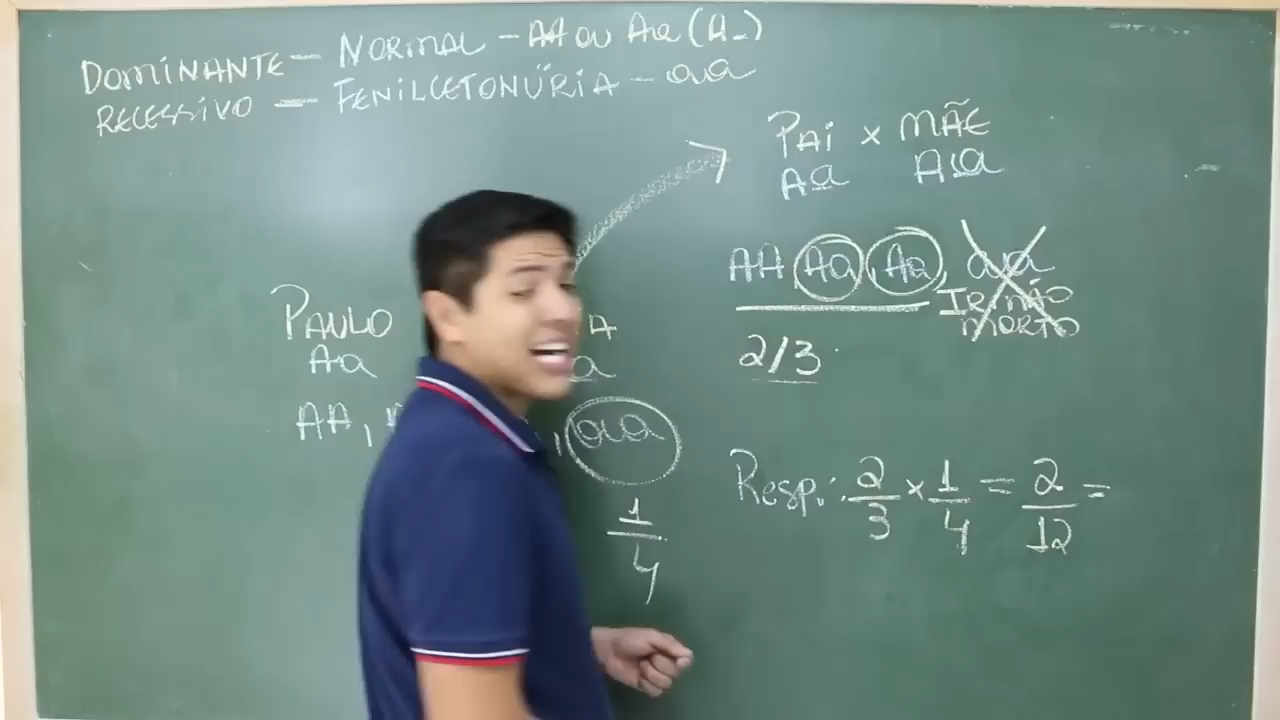 DOMINANTE - NORMAL - AA ou Aa (A_)
RECESSIVO - FENILCETONÚRIA - aa
PAI x MÃE
Aa Aa
AA, Aa, Aa, aa
IRMÃO
MORTO
2/3
PAULO
Aa
AA,
, aa
1/4
Resp.: 2/3 x 1/4 = 2/12 =